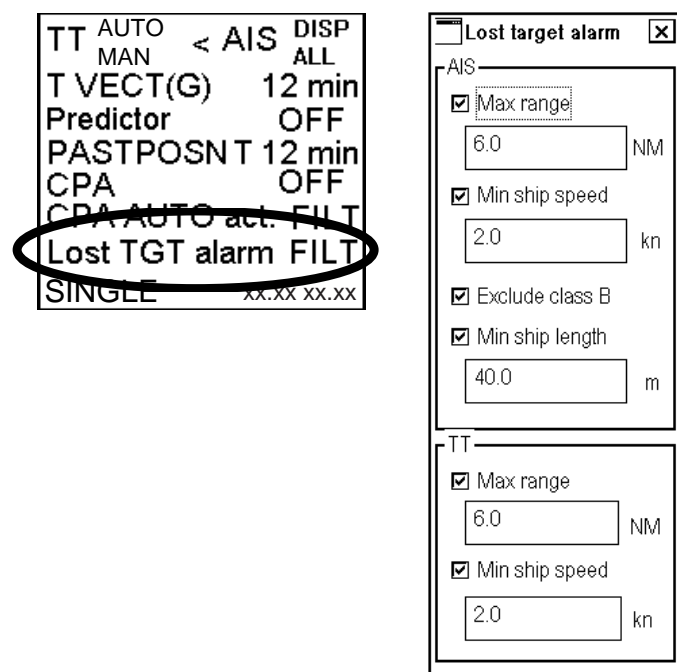 TT AUTO MAN < AIS DISP ALL
T VECT(G) 12 min
Predictor OFF
PASTPOSN T 12 min
CPA OFF
CPA AUTO act. FILT
Lost TGT alarm FILT
SINGLE xx.xx xx.xx
Lost target alarm
AIS
Max range
6.0 NM
Min ship speed
2.0 kn
Exclude class B
Min ship length
40.0 m
TT
Max range
6.0 NM
Min ship speed
2.0 kn